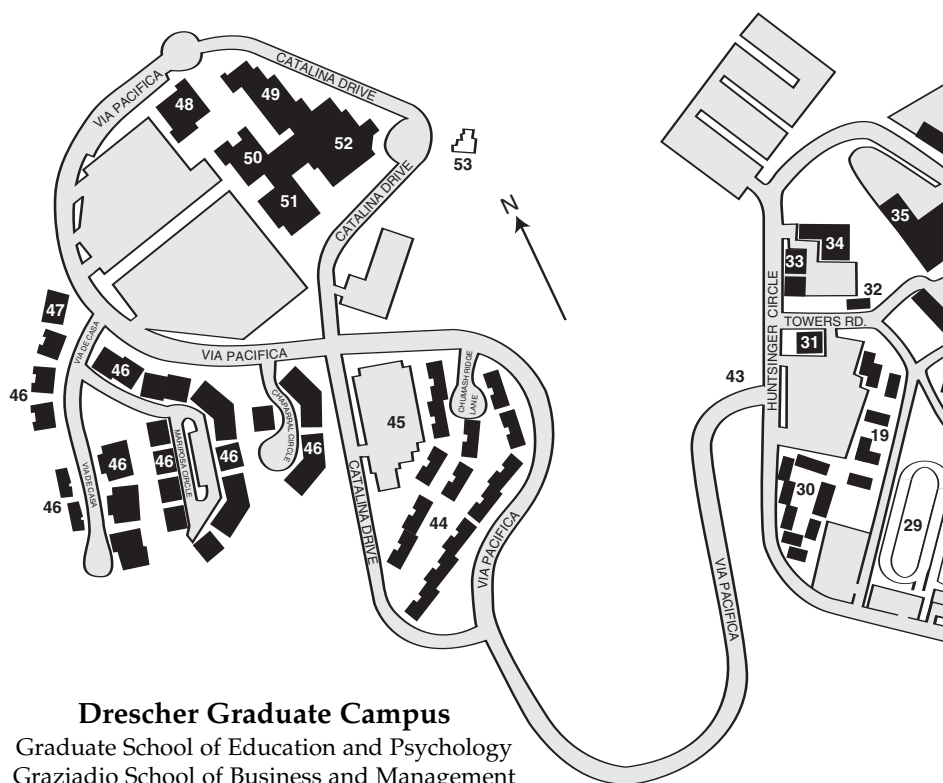 CATALINA DRIVE
VIA PACIFICA
49
48
52
50
53
51
CATALINA DRIVE
N
35
34
33
32
HUNTSINGER CIRCLE
TOWERS RD.
31
47
VIA DE CASA
VIA PACIFICA
46
46
CHAPARRAL CIRCLE
CHUMASH RIDGE
LANE
43
45
19
46
46
46
46
MARIPOSA CIRCLE
VIA DE CASA
46
CATALINA DRIVE
44
30
29
VIA PACIFICA
VIA PACIFICA
Drescher Graduate Campus
Graduate School of Education and Psychology
Graziadio School of Business and Management